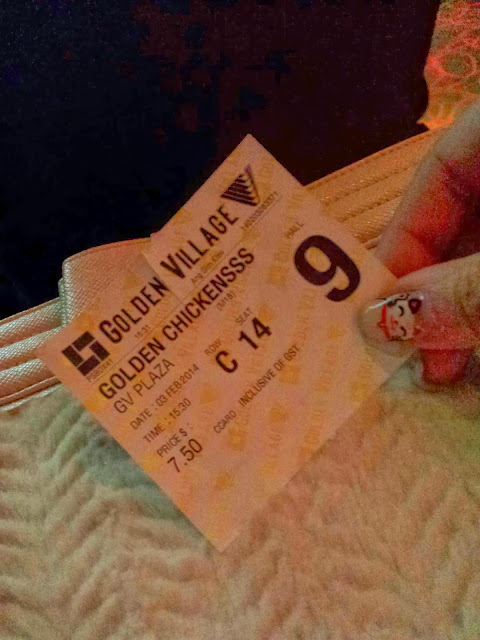 GOLDEN VILLAGE
GOLDEN CHICKENSSS
GV PLAZA
DATE : 03 FEB 2014
TIME : 15:30
PRICE $ :
7.50
ROW
C
SEAT
14
CCARD : INCLUSIVE OF GST
HALL
9